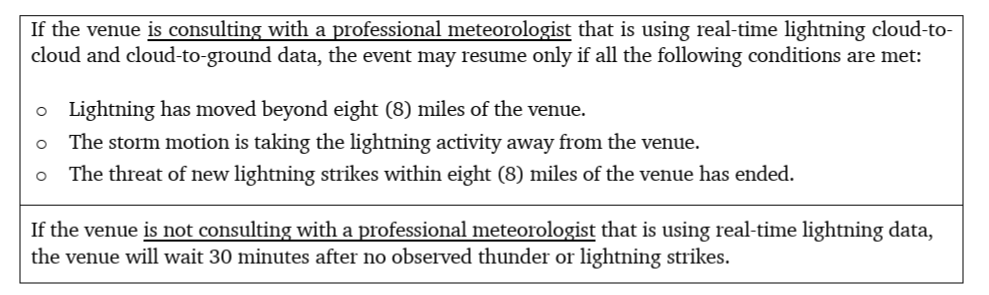 If the venue is consulting with a professional meteorologist that is using real-time lightning cloud-to-
cloud and cloud-to-ground data, the event may resume only if all the following conditions are met:
o Lightning has moved beyond eight (8) miles of the venue.
o The storm motion is taking the lightning activity away from the venue.
o The threat of new lightning strikes within eight (8) miles of the venue has ended.
If the venue is not consulting with a professional meteorologist that is using real-time lightning data,
the venue will wait 30 minutes after no observed thunder or lightning strikes.